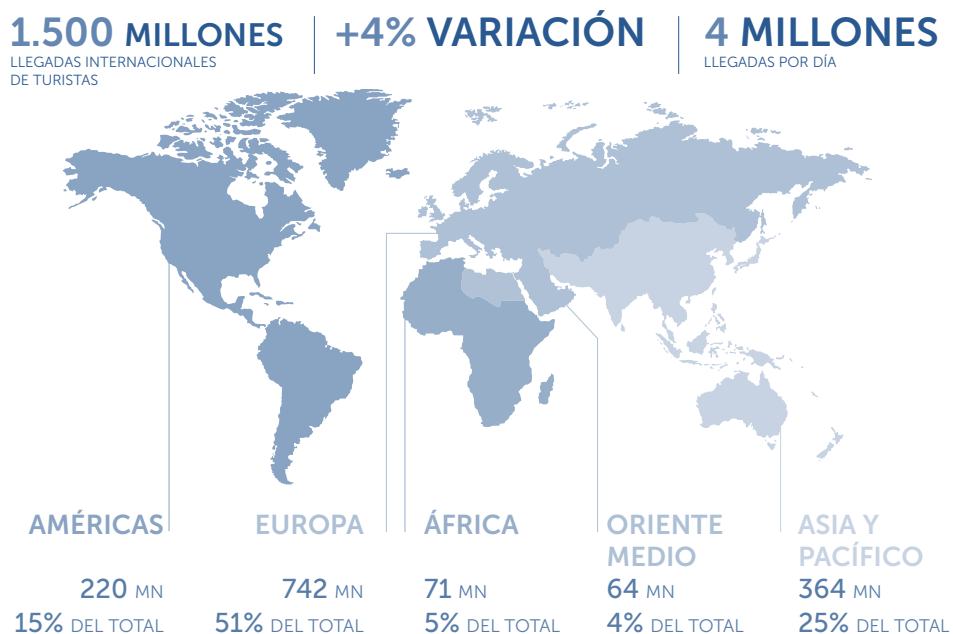 1.500 MILLONES
LLEGADAS INTERNACIONALES
DE TURISTAS
+4% VARIACIÓN
4 MILLONES
LLEGADAS POR DÍA
AMÉRICAS
220 MN
15% DEL TOTAL
EUROPA
742 MN
51% DEL TOTAL
ÁFRICA
71 MN
5% DEL TOTAL
ORIENTE
MEDIO
64 MN
4% DEL TOTAL
ASIA Y
PACÍFICO
364 MN
25% DEL TOTAL